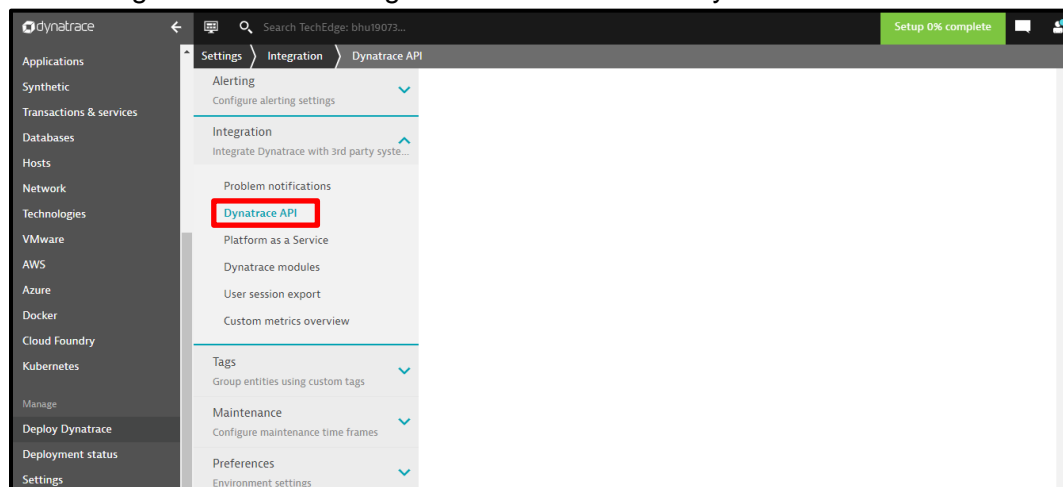 dynatrace
Search TechEdge: bhu19073...
Setup 0% complete
Settings
Integration
Dynatrace API
Applications
Synthetic
Transactions & services
Databases
Hosts
Network
Technologies
VMware
AWS
Azure
Docker
Cloud Foundry
Kubernetes
Manage
Deploy Dynatrace
Deployment status
Settings
Alerting
Configure alerting settings
Integration
Integrate Dynatrace with 3rd party syste...
Problem notifications
Dynatrace API
Platform as a Service
Dynatrace modules
User session export
Custom metrics overview
Tags
Group entities using custom tags
Maintenance
Configure maintenance time frames
Preferences
Environment settings